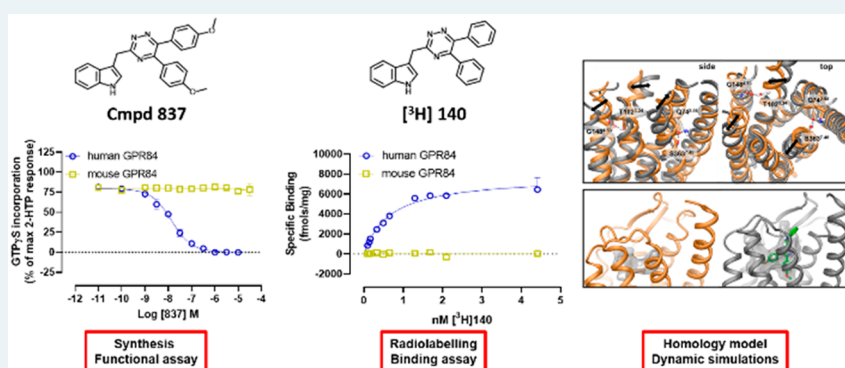 N
N
N
O
O
N
H
N
N
N
N
H
Cmpd 837
[³H] 140
human GPR84
mouse GPR84
GTPγS incorporation
(% of max 2-HTP response)
125
100
75
50
25
0
25
-12 -11 -10 -9 -8 -7 -6 -5 -4
Log [837] M
human GPR84
mouse GPR84
Specific Binding
(fmols/mg)
10000
8000
6000
4000
2000
0
-2000
0 1 2 3 4 5
nM [³H]140
side
top
Synthesis
Functional assay
Radiolabelling
Binding assay
Homology model
Dynamic simulations